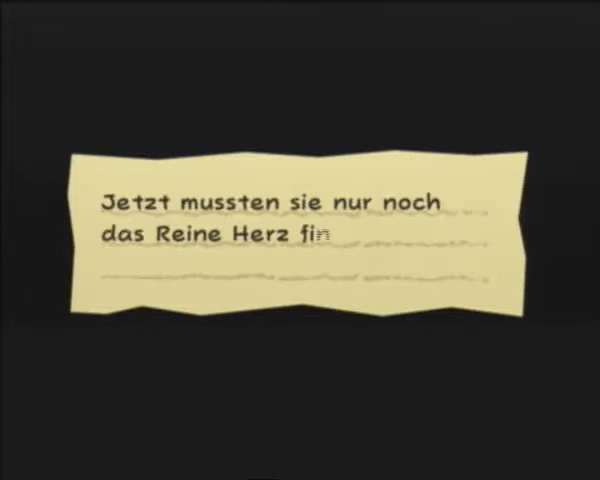 Jetzt mussten sie nur noch
das Reine Herz fin